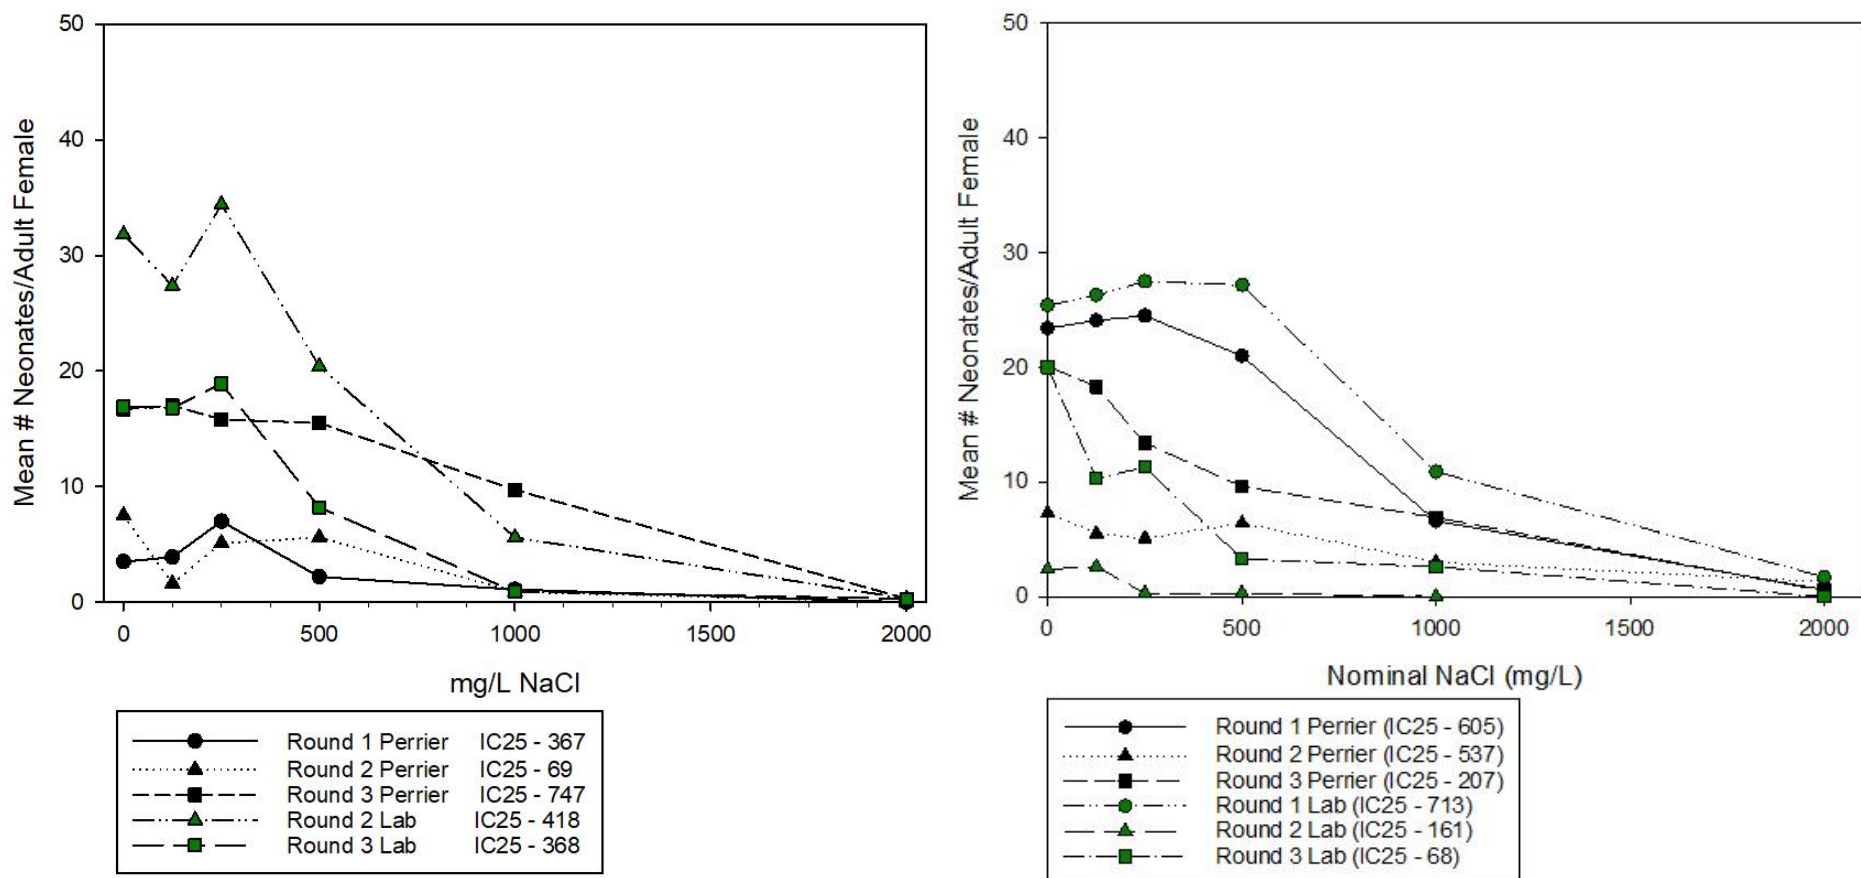 50
40
30
20
10
0
Mean # Neonates/Adult Female
0 500 1000 1500 2000
mg/L NaCl
Round 1 Perrier IC25 - 367
Round 2 Perrier IC25 - 69
Round 3 Perrier IC25 - 747
Round 2 Lab IC25 - 418
Round 3 Lab IC25 - 368
50
40
30
20
10
0
Mean # Neonates/Adult Female
0 500 1000 1500 2000
Nominal NaCl (mg/L)
Round 1 Perrier (IC25 - 605)
Round 2 Perrier (IC25 - 537)
Round 3 Perrier (IC25 - 207)
Round 1 Lab (IC25 - 713)
Round 2 Lab (IC25 - 161)
Round 3 Lab (IC25 - 68)